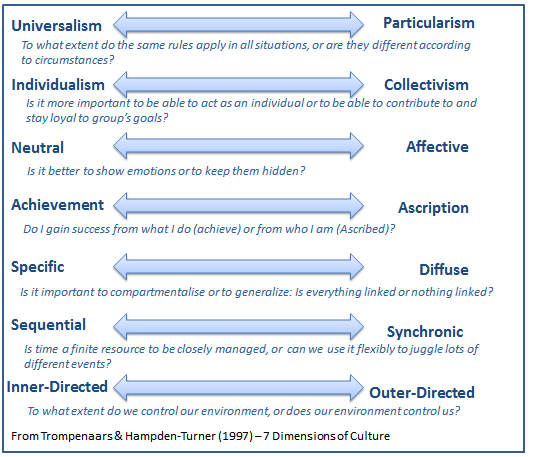 Universalism Particularism
To what extent do the same rules apply in all situations, or are they different according
to circumstances?
Individualism Collectivism
Is it more important to be able to act as an individual or to be able to contribute to and
stay loyal to group's goals?
Neutral Affective
Is it better to show emotions or to keep them hidden?
Achievement Ascription
Do I gain success from what I do (achieve) or from who I am (Ascribed)?
Specific Diffuse
Is it important to compartmentalise or to generalize: Is everything linked or nothing linked?
Sequential Synchronic
Is time a finite resource to be closely managed, or can we use it flexibly to juggle lots of
different events?
Inner-Directed Outer-Directed
To what extent do we control our environment, or does our environment control us?
From Trompenaars & Hampden-Turner (1997) – 7 Dimensions of Culture